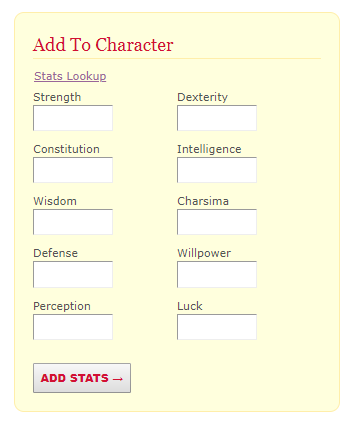 Add To Character
Stats Lookup
Strength Dexterity
Constitution Intelligence
Wisdom Charsima
Defense Willpower
Perception Luck
ADD STATS →